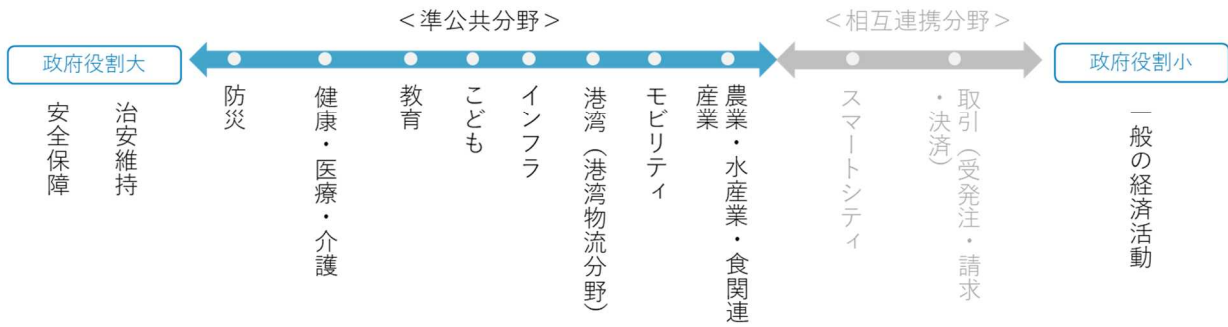 ＜準公共分野＞
＜相互連携分野＞
政府役割大
政府役割小
安全保障
治安維持
防災
健康・医療・介護
教育
こども
インフラ
港湾（港湾物流分野）
モビリティ
農業・水産業・食関連
産業
スマートシティ
取引（受発注・請求
・決済）
一般の経済活動